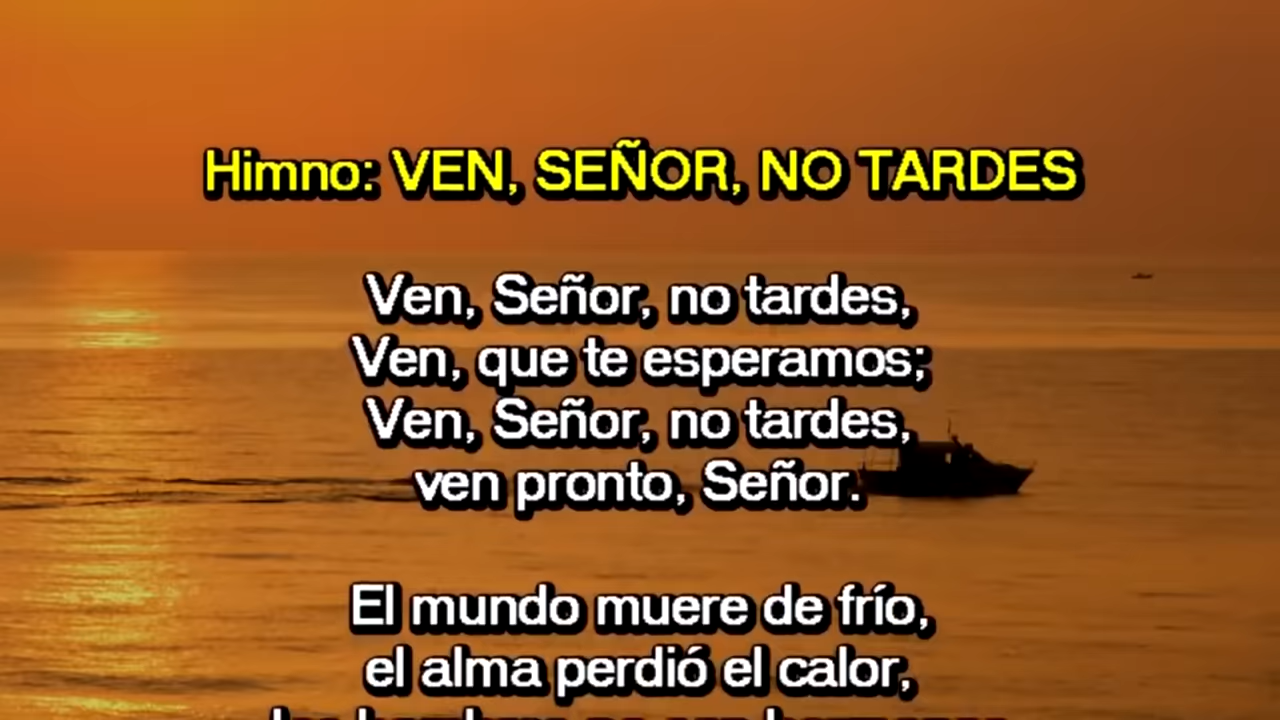 Himno: VEN, SEÑOR, NO TARDES
Ven, Señor, no tardes,
Ven, que te esperamos;
Ven, Señor, no tardes,
ven pronto, Señor.
El mundo muere de frío,
el alma perdió el calor,